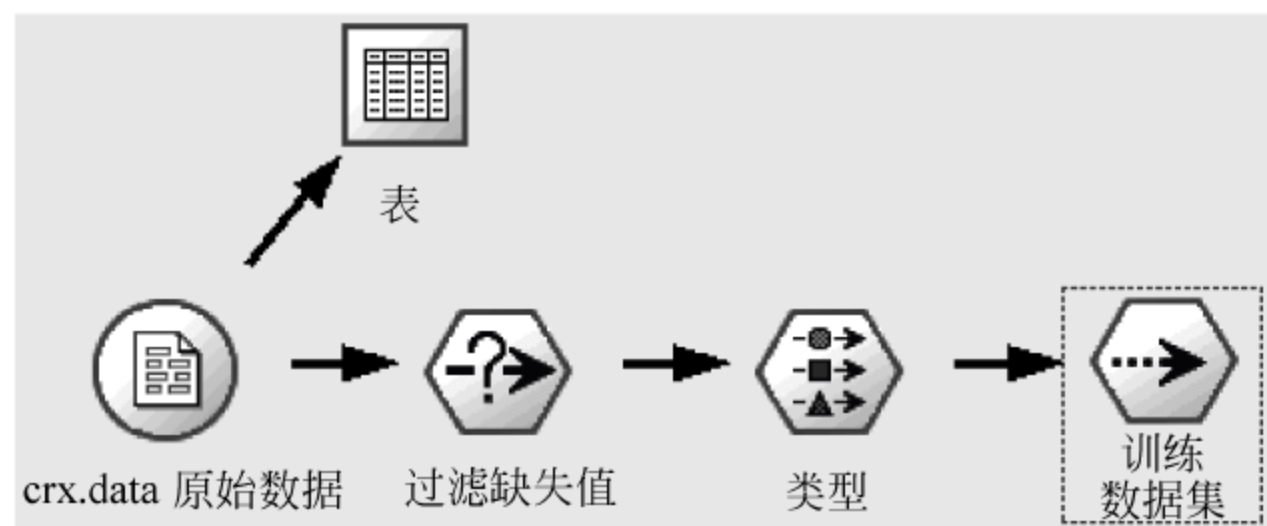 表
crx.data 原始数据
过滤缺失值
类型
训练
数据集